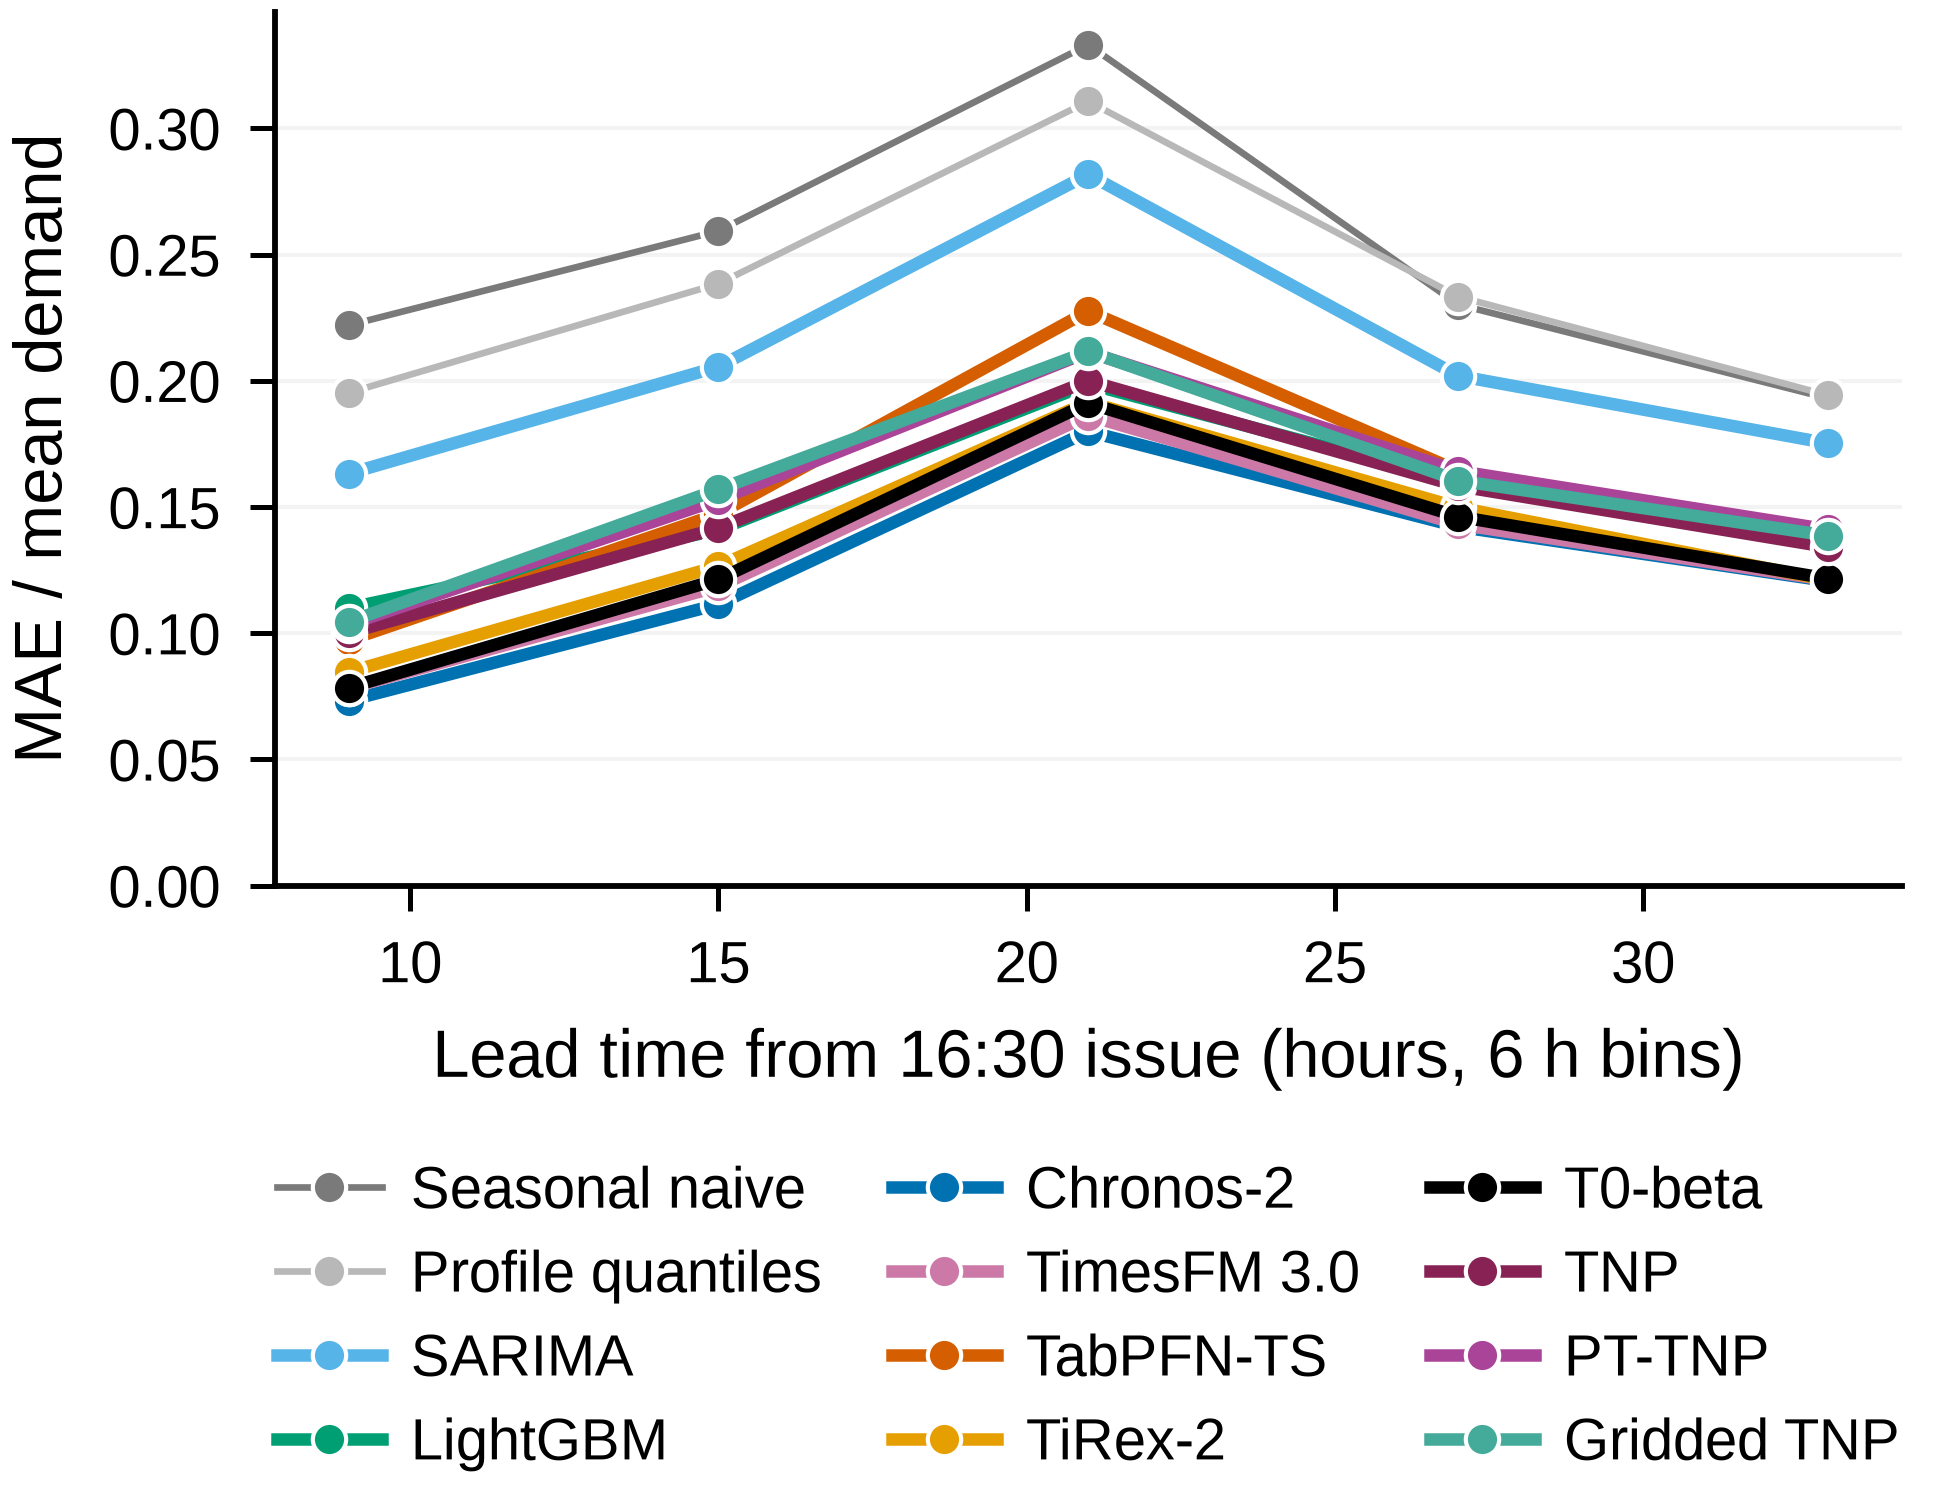 MAE / mean demand
0.30
0.25
0.20
0.15
0.10
0.05
0.00
10 15 20 25 30
Lead time from 16:30 issue (hours, 6 h bins)
Seasonal naive
Profile quantiles
SARIMA
LightGBM
Chronos-2
TimesFM 3.0
TabPFN-TS
TiRex-2
T0-beta
TNP
PT-TNP
Gridded TNP